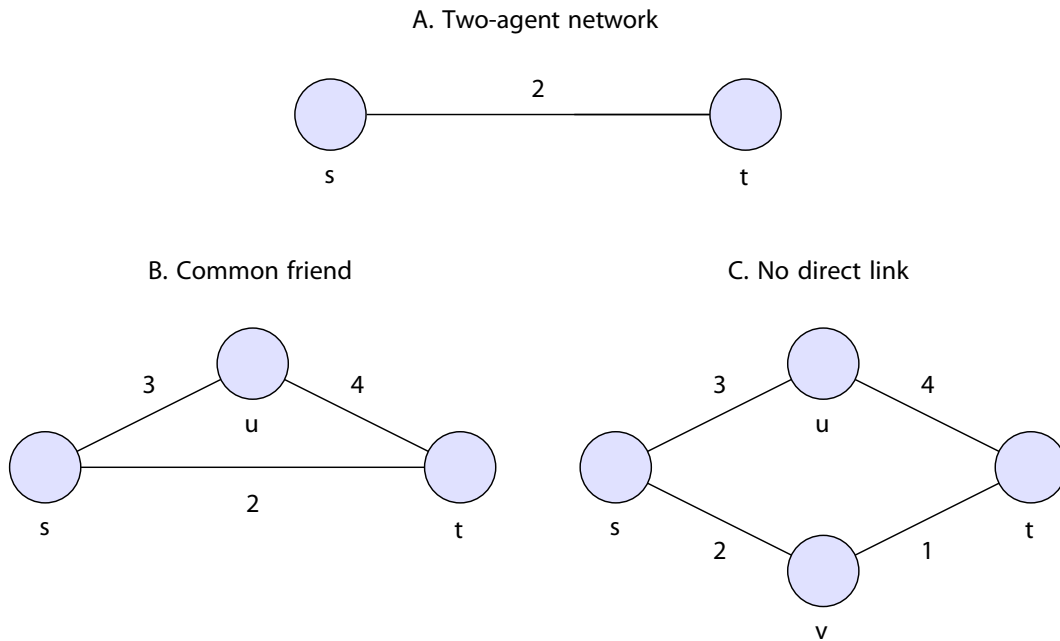 A. Two-agent network
2
s
t
B. Common friend
C. No direct link
3
4
u
s
2
t
3
4
u
s
t
2
1
v